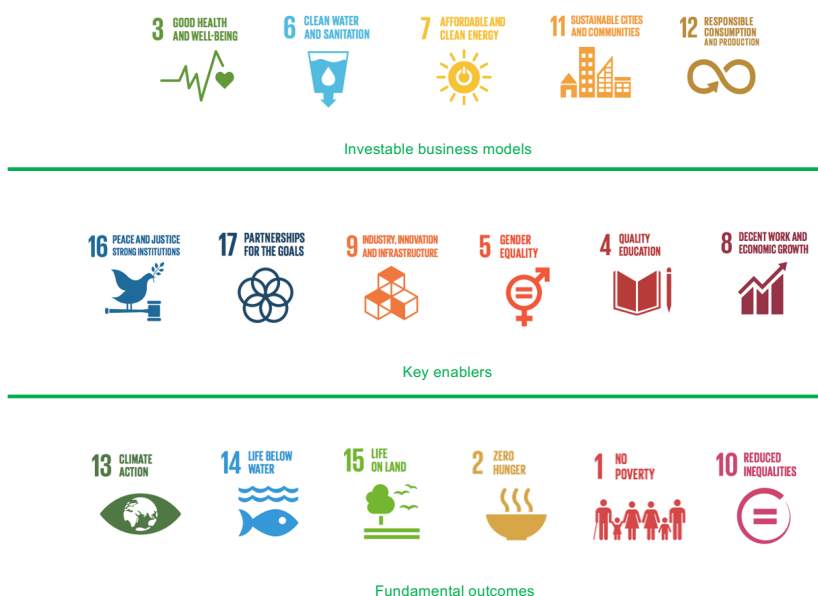 3 GOOD HEALTH
AND WELL-BEING
6 CLEAN WATER
AND SANITATION
7 AFFORDABLE AND
CLEAN ENERGY
11 SUSTAINABLE CITIES
AND COMMUNITIES
12 RESPONSIBLE
CONSUMPTION
AND PRODUCTION
Investable business models
16 PEACE AND JUSTICE
STRONG INSTITUTIONS
17 PARTNERSHIPS
FOR THE GOALS
9 INDUSTRY, INNOVATION
AND INFRASTRUCTURE
5 GENDER
EQUALITY
4 QUALITY
EDUCATION
8 DECENT WORK AND
ECONOMIC GROWTH
Key enablers
13 CLIMATE
ACTION
14 LIFE BELOW
WATER
15 LIFE
ON LAND
2 ZERO
HUNGER
1 NO
POVERTY
10 REDUCED
INEQUALITIES
Fundamental outcomes